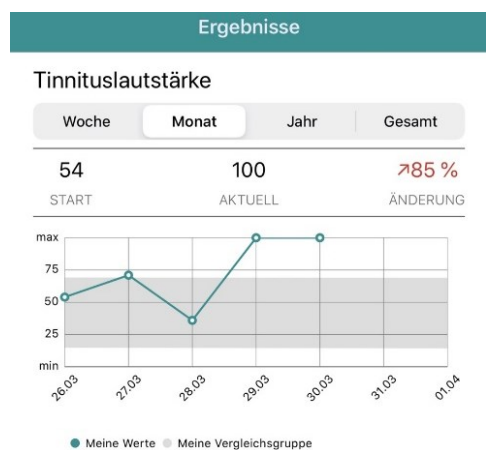 Ergebnisse
Tinnituslautstärke
Woche Monat Jahr Gesamt
54 100 ↗85 %
START AKTUELL ÄNDERUNG
max
75
50
25
min
26.03 27.03 28.03 29.03 30.03 31.03 01.04
Meine Werte Meine Vergleichsgruppe